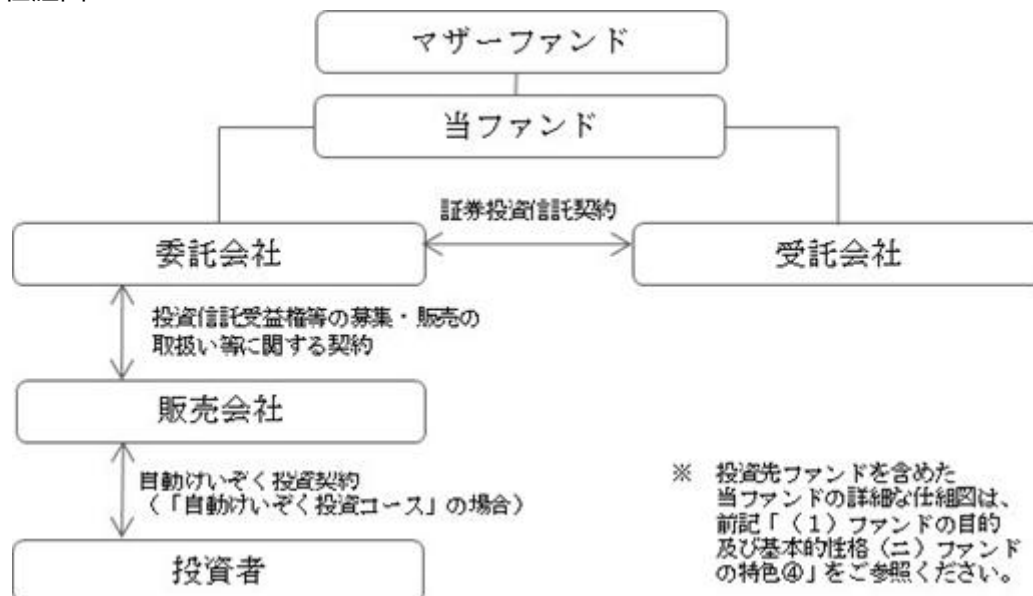 マザーファンド
当ファンド
証券投資信託契約
委託会社
受託会社
投資信託受益権等の募集・販売の
取扱い等に関する契約
販売会社
自動けいぞく投資契約
（「自動けいぞく投資コース」の場合）
※ 投資先ファンドを含めた
当ファンドの詳細な仕組図は、
前記「（１）ファンドの目的
及び基本的性格（ニ）ファンド
の特色④」をご参照ください。
投資者